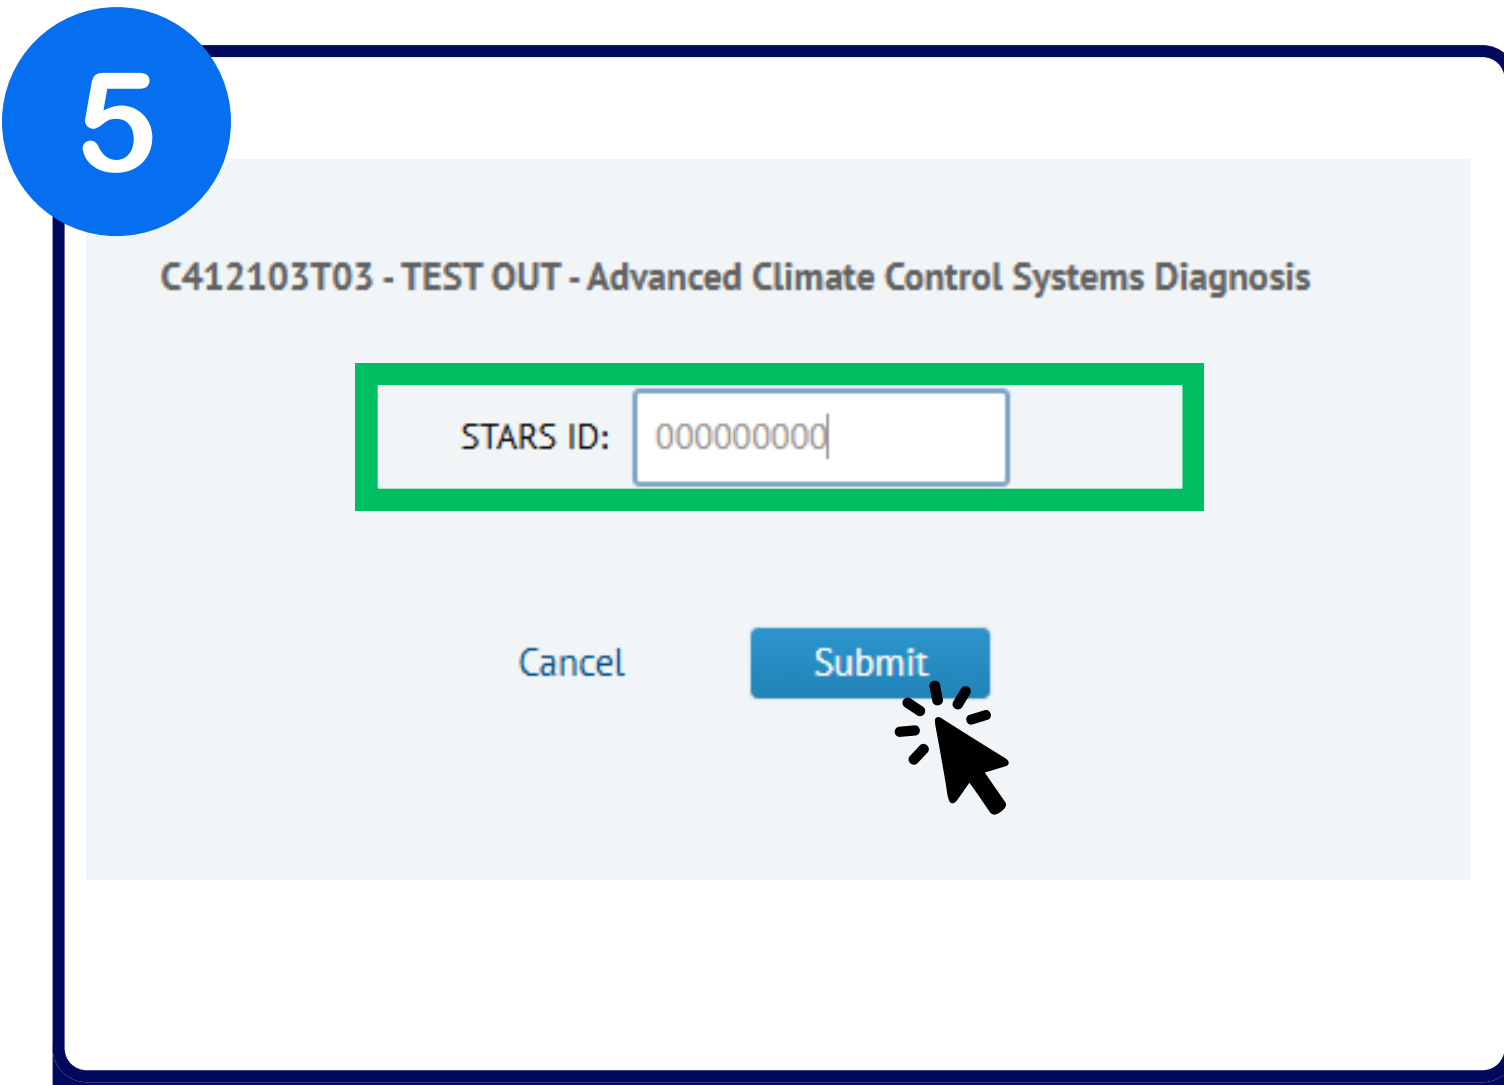 5
C412103T03 - TEST OUT - Advanced Climate Control Systems Diagnosis
STARS ID: 000000000
Cancel Submit